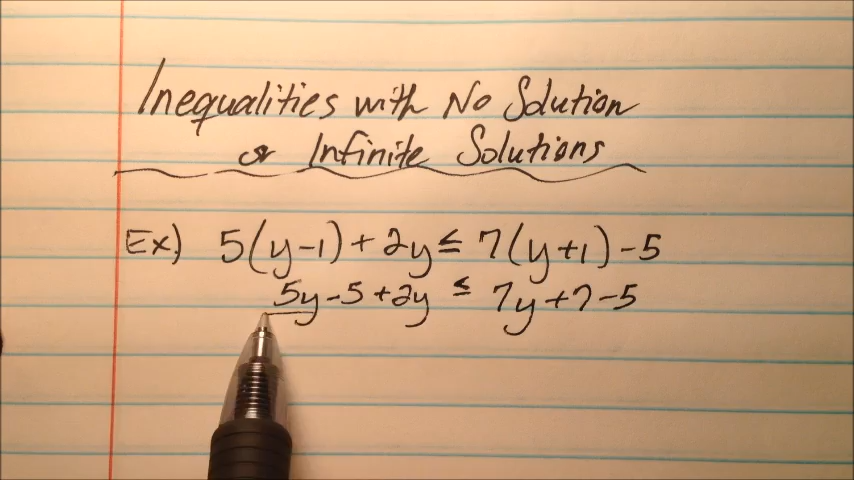 Inequalities with No Solution
or Infinite Solutions
Ex) 5(y-1)+2y ≤ 7(y+1)-5
5y-5+2y ≤ 7y+7-5